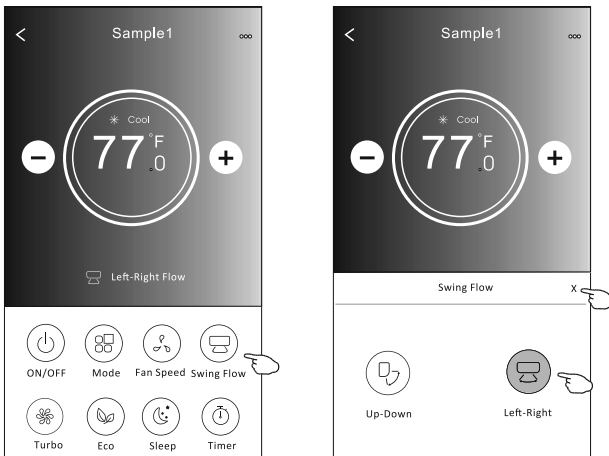 Sample1
Cool
77.0 °F
Left-Right Flow
ON/OFF Mode Fan Speed Swing Flow
Turbo Eco Sleep Timer
Sample1
Cool
77.0 °F
Swing Flow X
Up-Down Left-Right